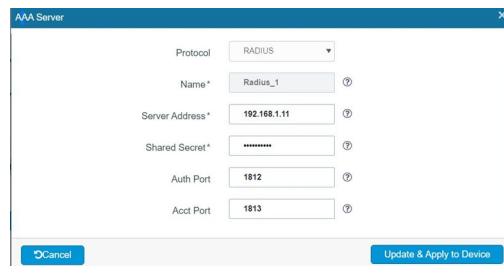 AAA Server
Protocol RADIUS
Name* Radius_1
Server Address* 192.168.1.11
Shared Secret* ••••••••••
Auth Port 1812
Acct Port 1813
Cancel Update & Apply to Device